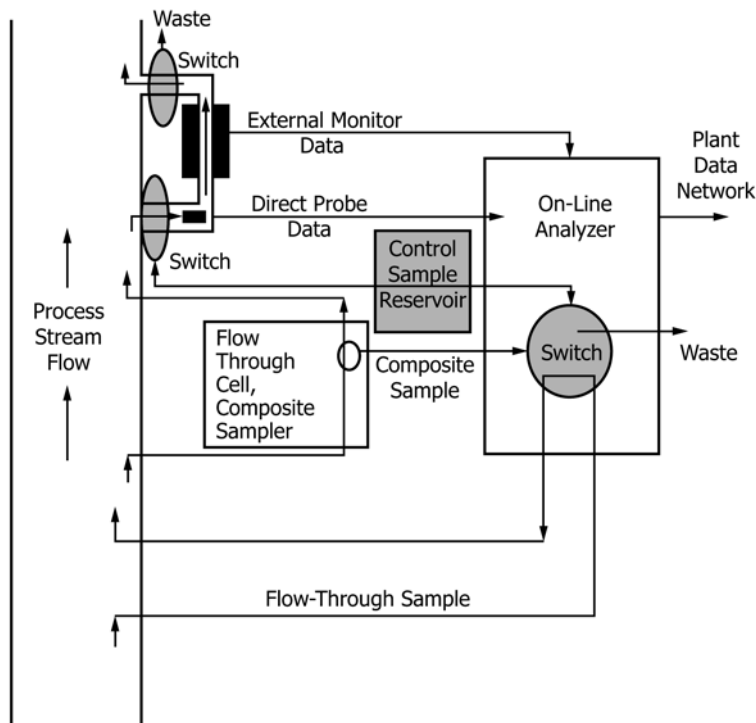 Waste
Switch
External Monitor
Data
Plant
Data
Network
On-Line
Analyzer
Direct Probe
Data
Switch
Control
Sample
Reservoir
Process
Stream
Flow
Flow
Through
Cell,
Composite
Sampler
Composite
Sample
Switch
Waste
Flow-Through Sample